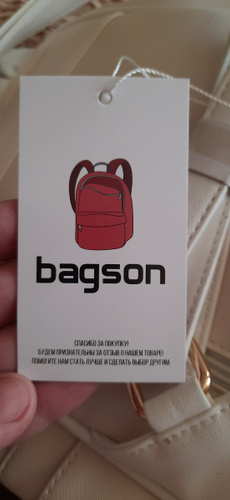 bagson
СПАСИБО ЗА ПОКУПКУ!
БУДЕМ ПРИЗНАТЕЛЬНЫ ЗА ОТЗЫВ О НАШЕМ ТОВАРЕ!
ПОМОГИТЕ НАМ СТАТЬ ЛУЧШЕ И СДЕЛАТЬ ВЫБОР ДРУГИМ.